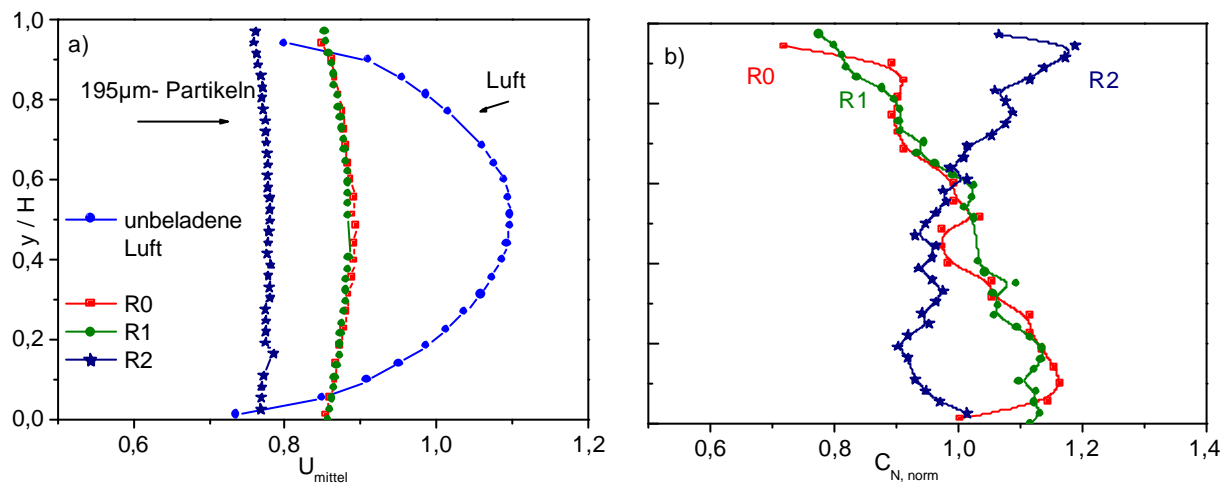 a)
195µm- Partikeln
Luft
unbeladene
Luft
R0
R1
R2
y / H
1,0
0,8
0,6
0,4
0,2
0,0
0,6
0,8
1,0
1,2
U mittel
b)
R0
R1
R2
0,6
0,8
1,0
1,2
1,4
C N, norm